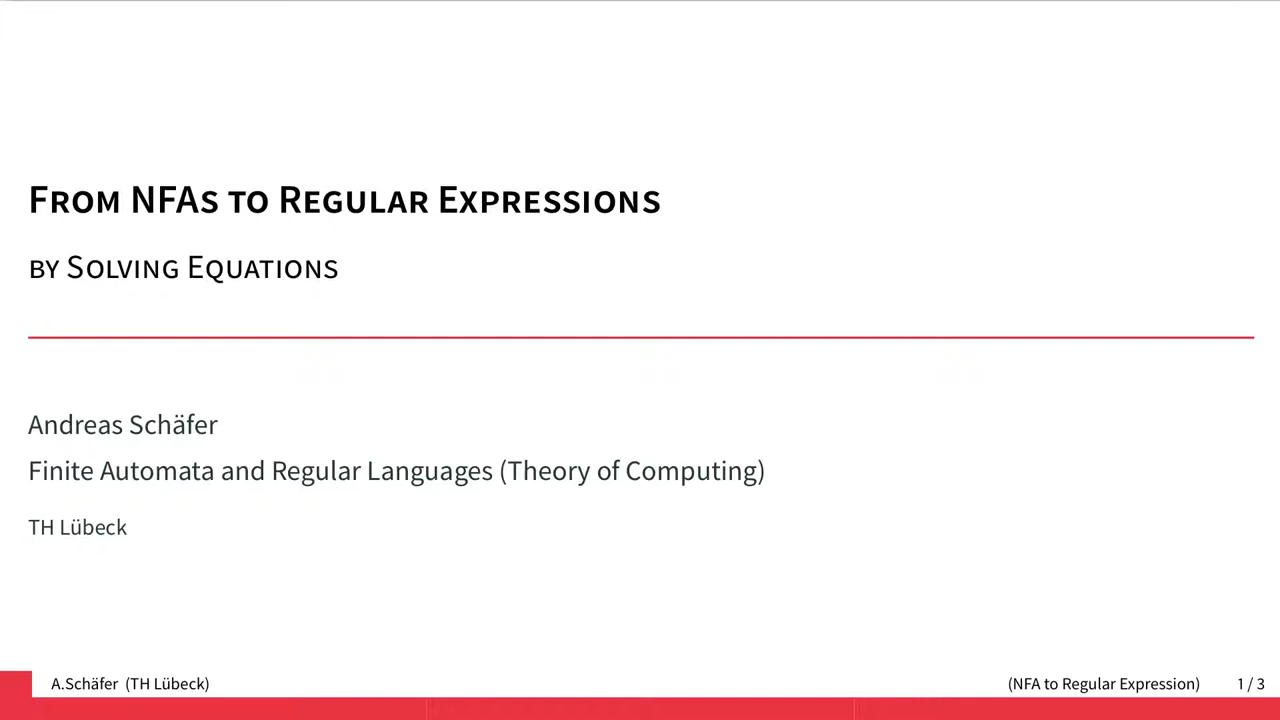 From NFAs to Regular Expressions
by Solving Equations
Andreas Schäfer
Finite Automata and Regular Languages (Theory of Computing)
TH Lübeck
A.Schäfer (TH Lübeck)
(NFA to Regular Expression)
1 / 3